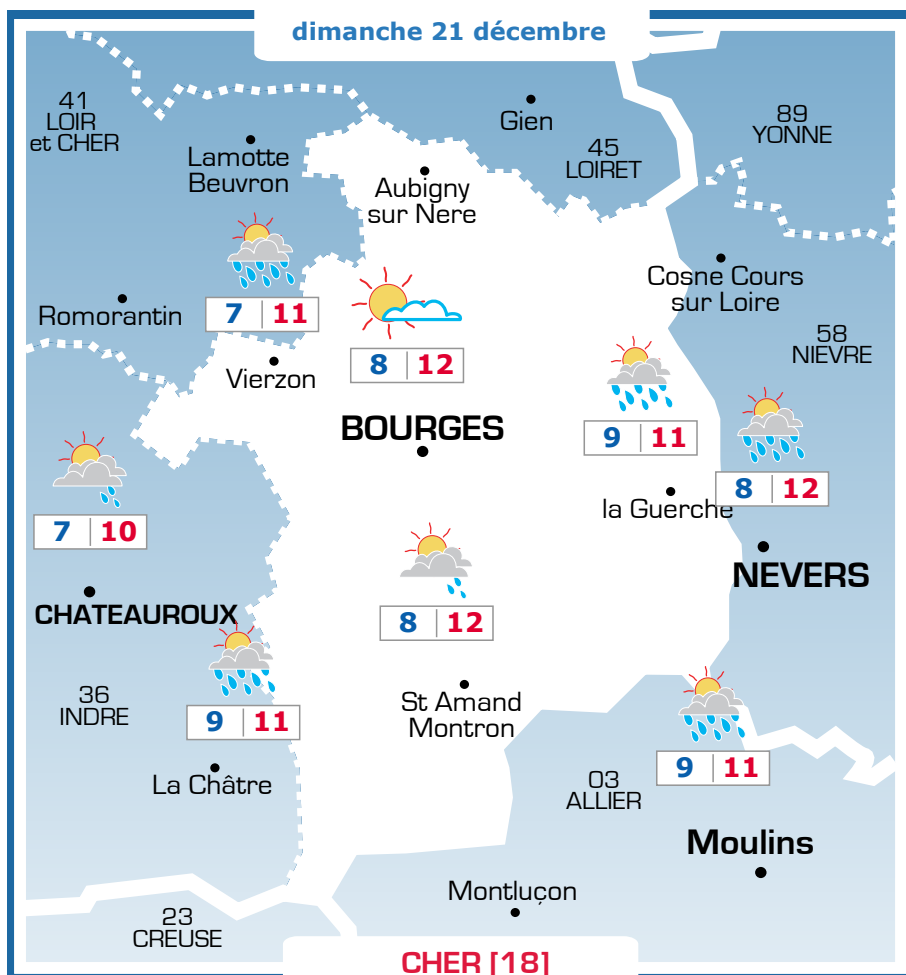 dimanche 21 décembre
41
LOIR
et CHER
Lamotte
Beuvron
Gien
45
LOIRET
89
YONNE
Aubigny
sur Nere
Cosne Cours
sur Loire
Romorantin
7 11
8 12
Vierzon
58
NIEVRE
BOURGES
9 11
8 12
la Guerche
7 10
NEVERS
CHATEAUROUX
8 12
36
INDRE
9 11
St Amand
Montron
La Châtre
9 11
03
ALLIER
Moulins
Montluçon
23
CREUSE
CHER [18]